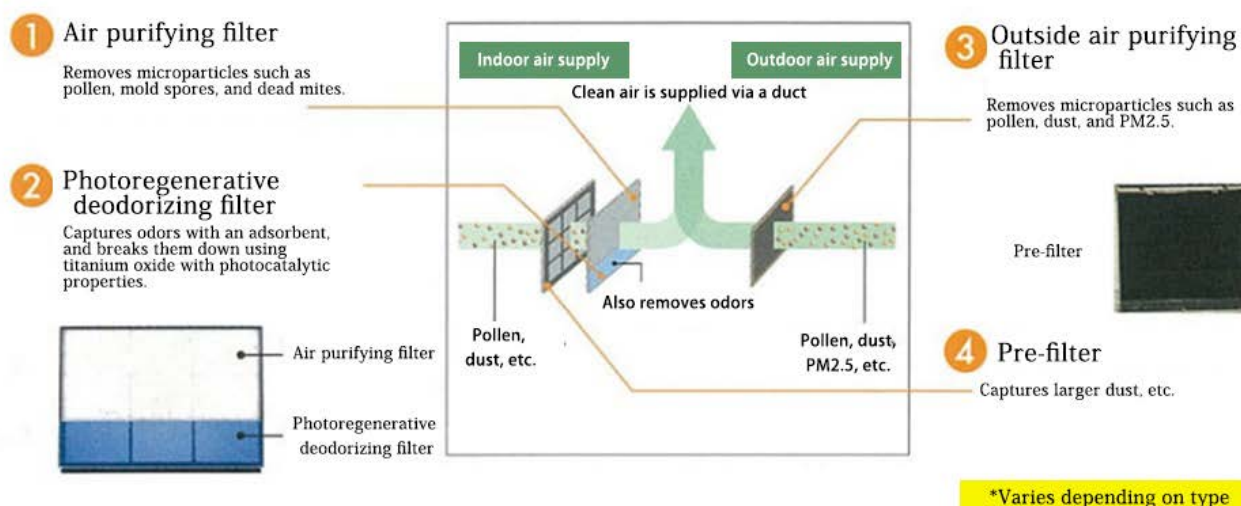 1 Air purifying filter
Removes microparticles such as
pollen, mold spores, and dead mites.
2 Photoregenerative
deodorizing filter
Captures odors with an adsorbent,
and breaks them down using
titanium oxide with photocatalytic
properties.
Air purifying filter
Photoregenerative
deodorizing filter
Indoor air supply
Outdoor air supply
Clean air is supplied via a duct
Also removes odors
Pollen,
dust, etc.
Pollen, dust,
PM2.5, etc.
3 Outside air purifying
filter
Removes microparticles such as
pollen, dust, and PM2.5.
Pre-filter
4 Pre-filter
Captures larger dust, etc.
*Varies depending on type